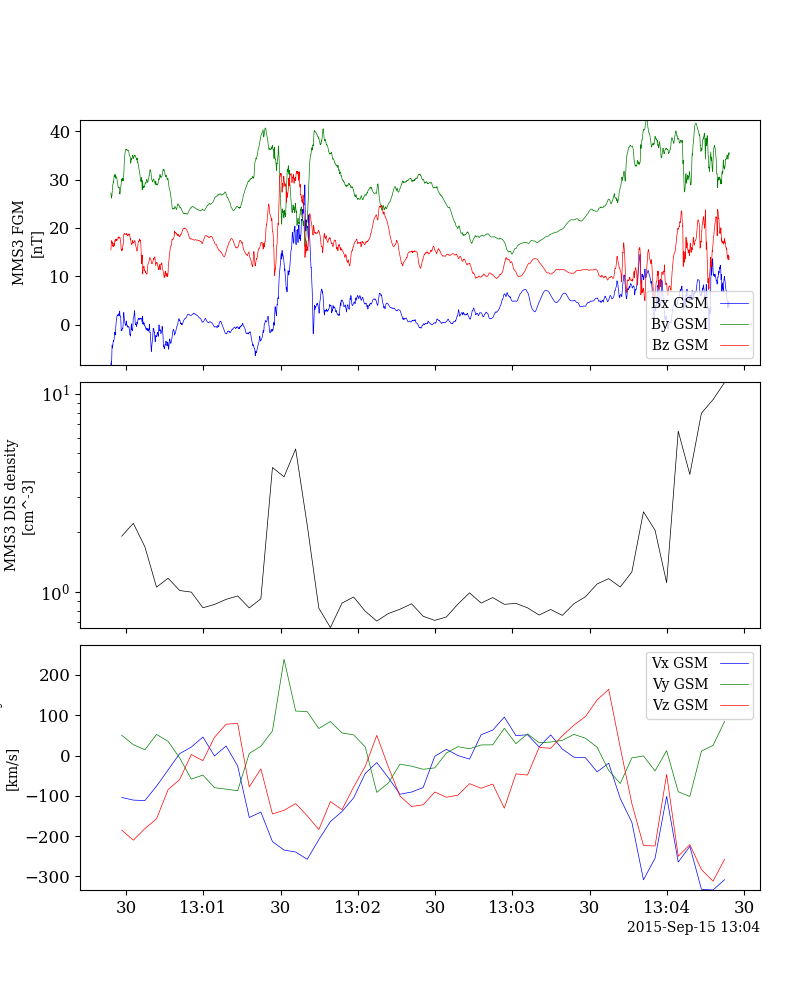 40
30
20
10
0
MMS3 FGM
[nT]
Bx GSM
By GSM
Bz GSM
10^1
10^0
MMS3 DIS density
[cm^-3]
200
100
0
−100
−200
−300
[km/s]
Vx GSM
Vy GSM
Vz GSM
30 13:01 30 13:02 30 13:03 30 13:04 30
2015-Sep-15 13:04